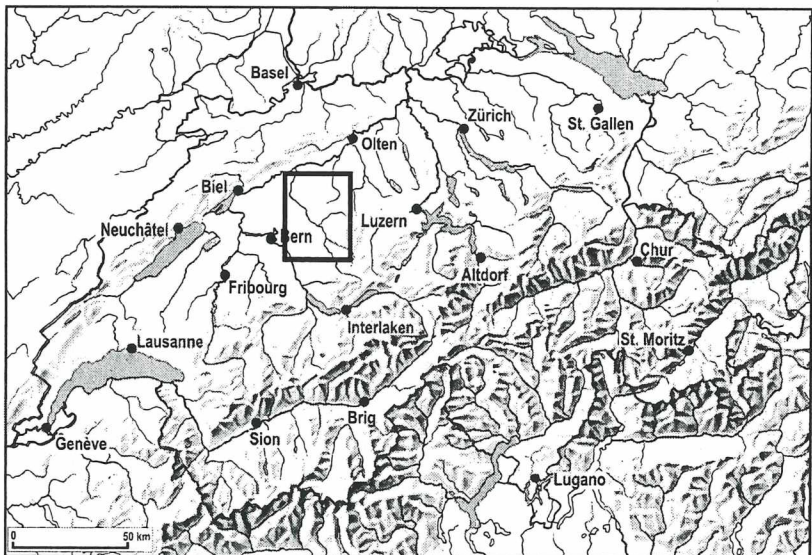 Basel
Zürich
St. Gallen
Olten
Biel
Luzern
Neuchâtel
Bern
Chur
Altdorf
Fribourg
Interlaken
Lausanne
St. Moritz
Brig
Sion
Genève
Lugano
0 50 km